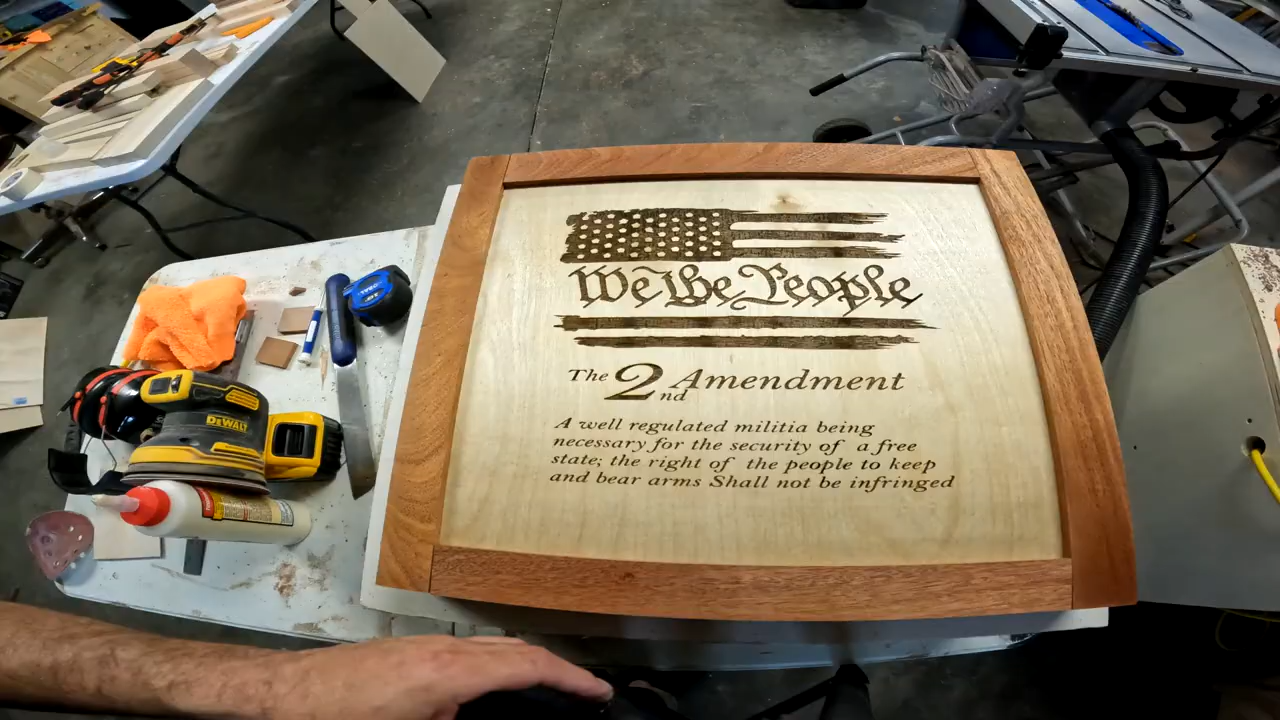 We The People
The 2nd Amendment
A well regulated militia being
necessary for the security of a free
state; the right of the people to keep
and bear arms Shall not be infringed
DEWALT